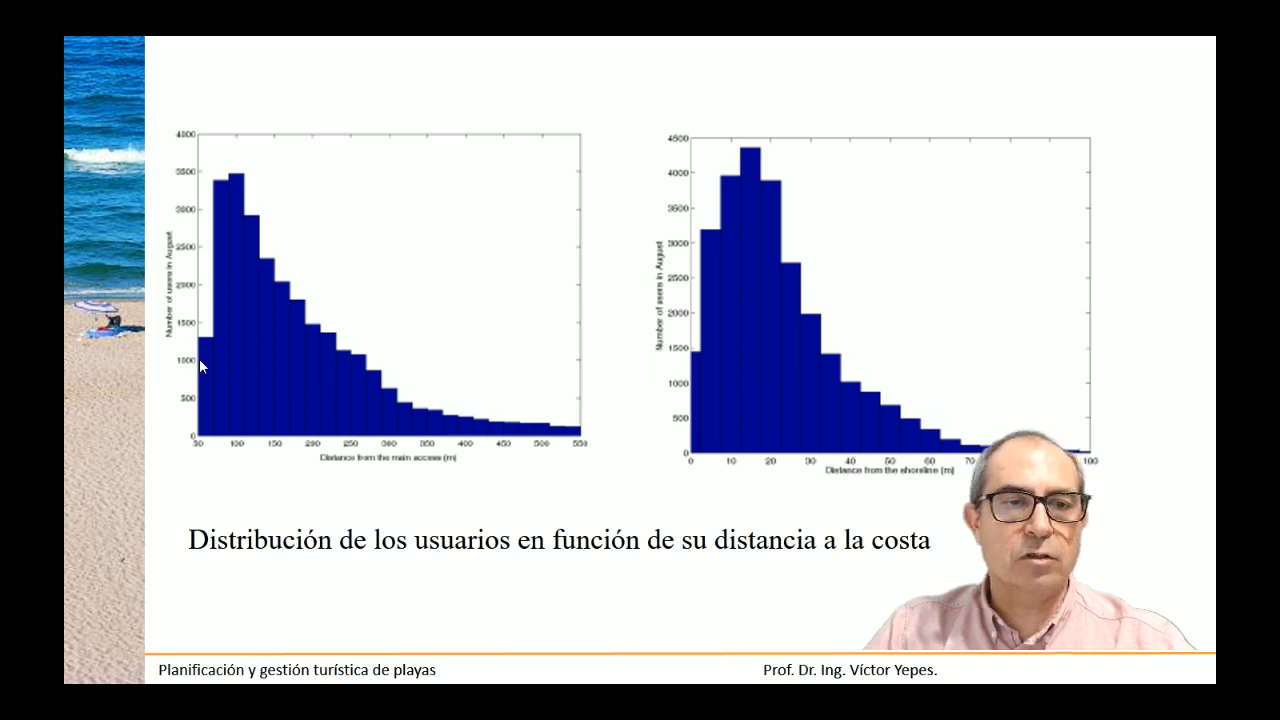 4000
3500
3000
2500
2000
1500
1000
500
0
50 100 150 200 250 300 350 400 450 500 550
Number of users in August
Distance from the main access (m)
4500
4000
3500
3000
2500
2000
1500
1000
500
0
0 10 20 30 40 50 60 70 100
Number of users in August
Distance from the shoreline (m)
Distribución de los usuarios en función de su distancia a la costa
Planificación y gestión turística de playas
Prof. Dr. Ing. Víctor Yepes.